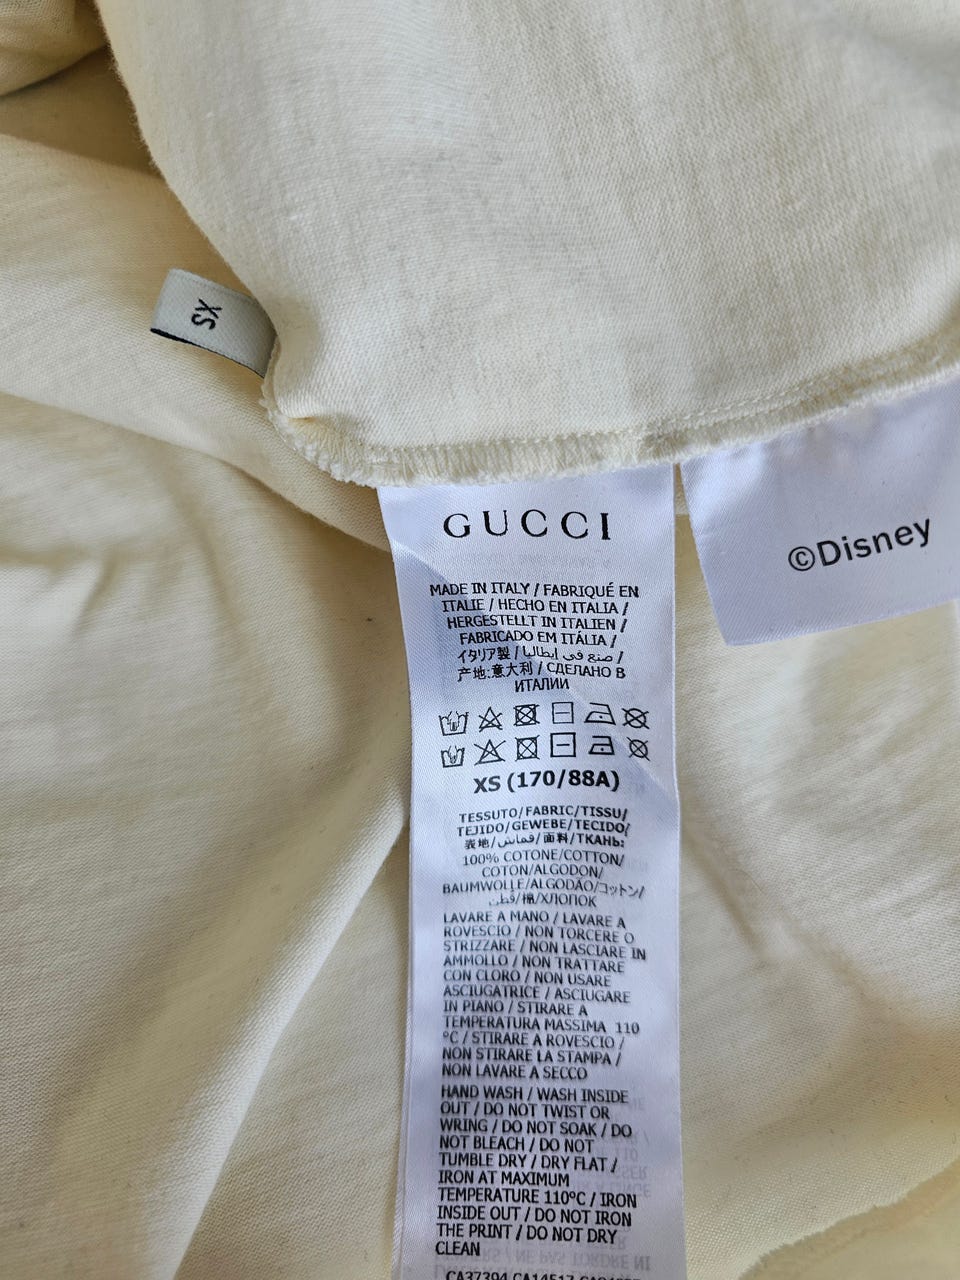 XS
GUCCI
©Disney
MADE IN ITALY / FABRIQUÉ EN
ITALIE / HECHO EN ITALIA /
HERGESTELLT IN ITALIEN /
FABRICADO EM ITÁLIA /
イタリア製 / صنع في إيطاليا /
产地:意大利 / СДЕЛАНО В
ИТАЛИИ
XS (170/88A)
TESSUTO/FABRIC/TISSU/
TEJIDO/GEWEBE/TECIDO/
表地/قماش/面料/ТКАНЬ:
100% COTONE/COTTON/
COTON/ALGODON/
BAUMWOLLE/ALGODÃO/コットン/
قطن/棉/ХЛОПОК
LAVARE A MANO / LAVARE A
ROVESCIO / NON TORCERE O
STRIZZARE / NON LASCIARE IN
AMMOLLO / NON TRATTARE
CON CLORO / NON USARE
ASCIUGATRICE / ASCIUGARE
IN PIANO / STIRARE A
TEMPERATURA MASSIMA 110
°C / STIRARE A ROVESCIO /
NON STIRARE LA STAMPA /
NON LAVARE A SECCO
HAND WASH / WASH INSIDE
OUT / DO NOT TWIST OR
WRING / DO NOT SOAK / DO
NOT BLEACH / DO NOT
TUMBLE DRY / DRY FLAT /
IRON AT MAXIMUM
TEMPERATURE 110°C / IRON
INSIDE OUT / DO NOT IRON
THE PRINT / DO NOT DRY
CLEAN
CA37394 CA14517